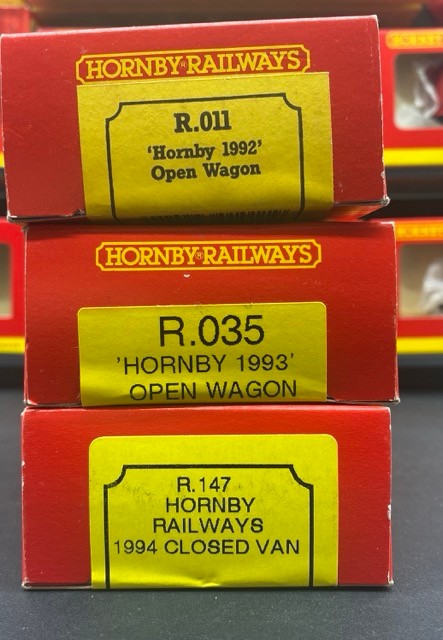 HORNBY® RAILWAYS
R.011
'Hornby 1992'
Open Wagon
HORNBY® RAILWAYS
R.035
'HORNBY 1993'
OPEN WAGON
R.147
HORNBY
RAILWAYS
1994 CLOSED VAN